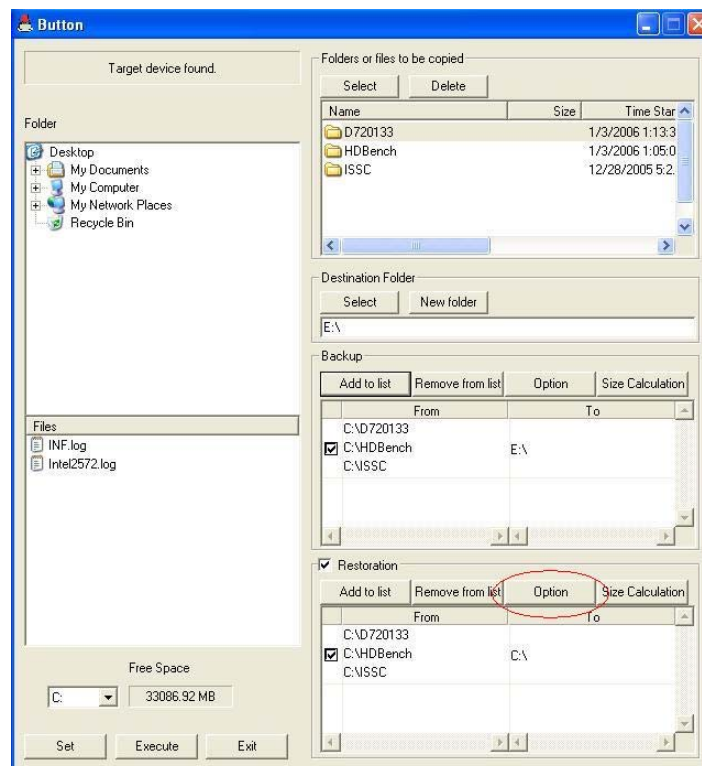 Button
Target device found.
Folder
Desktop
My Documents
My Computer
My Network Places
Recycle Bin
Files
INF.log
Intel2572.log
Free Space
C: 33086.92 MB
Set Execute Exit
Folders or files to be copied
Select Delete
Name Size Time Star
D720133 1/3/2006 1:13:3
HDBench 1/3/2006 1:05:0
ISSC 12/28/2005 5:2.
Destination Folder
Select New folder
E:\
Backup
Add to list Remove from list Option Size Calculation
From To
C:\D720133
C:\HDBench E:\
C:\ISSC
Restoration
Add to list Remove from list Option Size Calculation
From To
C:\D720133
C:\HDBench C:\
C:\ISSC